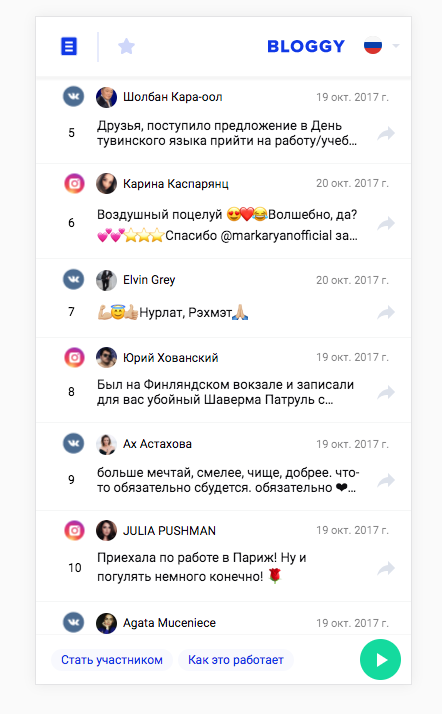 BLOGGY
Шолбан Кара-оол 19 окт. 2017 г.
5 Друзья, поступило предложение в День
тувинского языка прийти на работу/учеб...
Карина Каспарянц 20 окт. 2017 г.
6 Воздушный поцелуй 😍❤️😂Волшебно, да?
💕💕⭐⭐⭐Спасибо @markaryanofficial за...
Elvin Grey 20 окт. 2017 г.
7 💪🏼😇👍🏼Нурлат, Рэхмэт🙏🏼
Юрий Хованский 19 окт. 2017 г.
8 Был на Финляндском вокзале и записали
для вас убойный Шаверма Патруль с...
Ах Астахова 19 окт. 2017 г.
9 больше мечтай, смелее, чище, добрее. что-
то обязательно сбудется. обязательно ❤...
JULIA PUSHMAN 19 окт. 2017 г.
10 Приехала по работе в Париж! Ну и
погулять немного конечно! 🌹
Agata Muceniece 19 окт. 2017 г.
Стать участником Как это работает